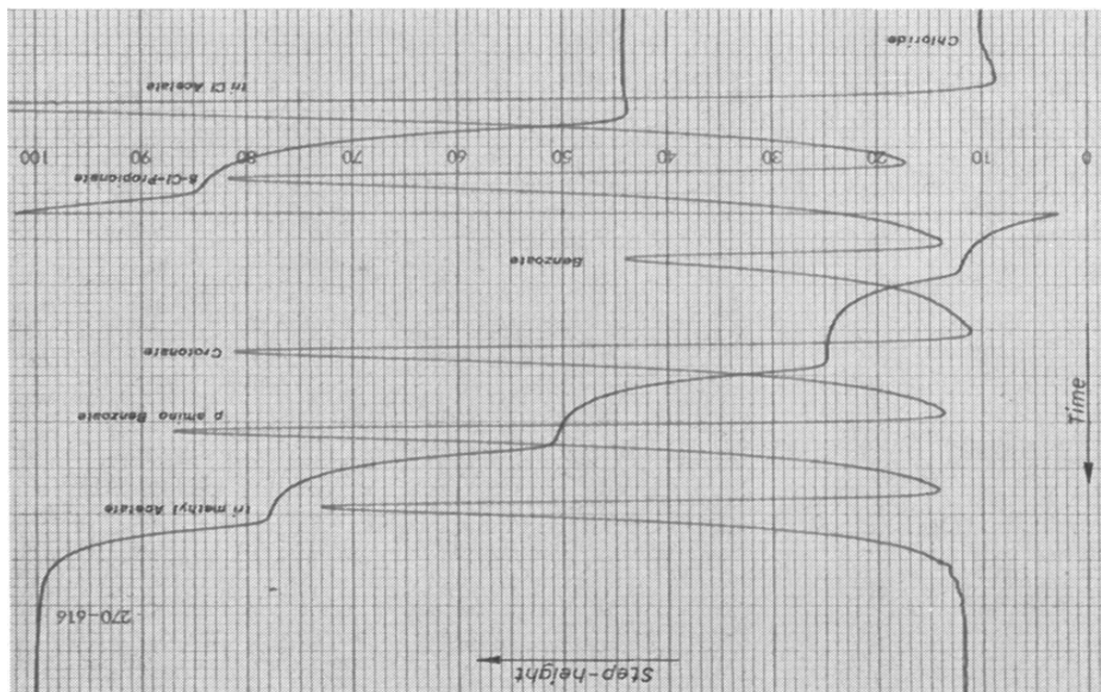 Step-height
270-616
tri methyl Acetate
p amino Benzoate
Time
Crotonate
Benzoate
β-Cl-Propionate
0 10 20 30 40 50 60 70 80 90 100
tri Cl Acetate
Chloride